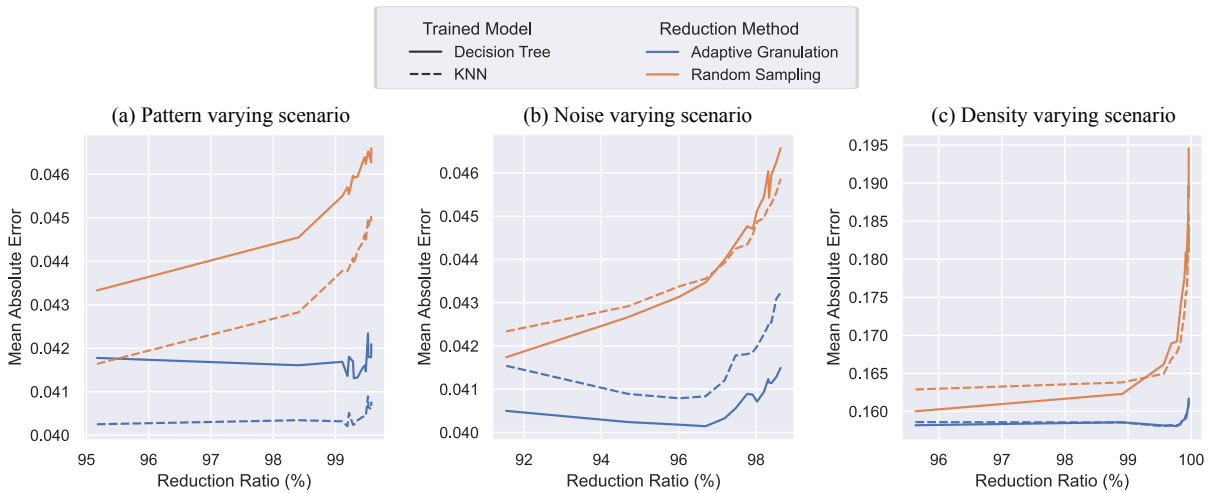 Trained Model
Reduction Method
Decision Tree
Adaptive Granulation
KNN
Random Sampling
(a) Pattern varying scenario
(b) Noise varying scenario
(c) Density varying scenario
Mean Absolute Error
0.046
0.045
0.044
0.043
0.042
0.041
0.040
95 96 97 98 99
Reduction Ratio (%)
Mean Absolute Error
0.046
0.045
0.044
0.043
0.042
0.041
0.040
92 94 96 98
Reduction Ratio (%)
Mean Absolute Error
0.195
0.190
0.185
0.180
0.175
0.170
0.165
0.160
96 97 98 99 100
Reduction Ratio (%)